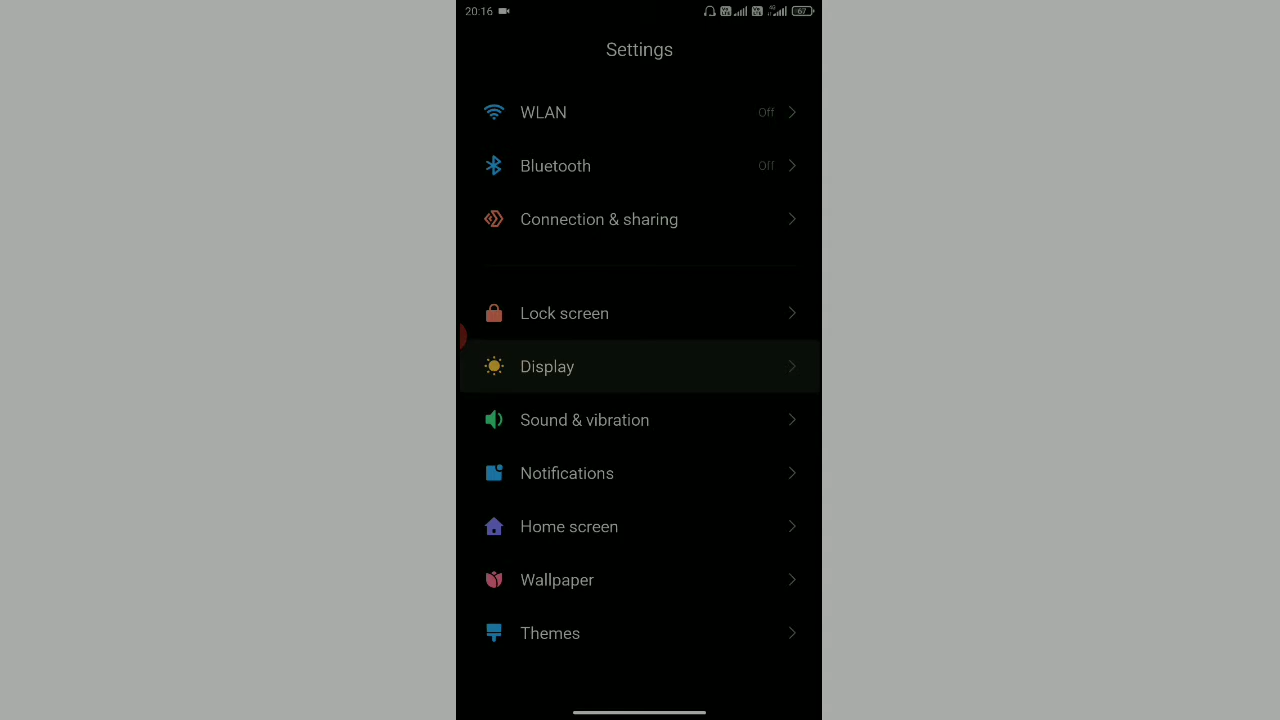 20:16 67
Settings
WLAN Off
Bluetooth Off
Connection & sharing
Lock screen
Display
Sound & vibration
Notifications
Home screen
Wallpaper
Themes